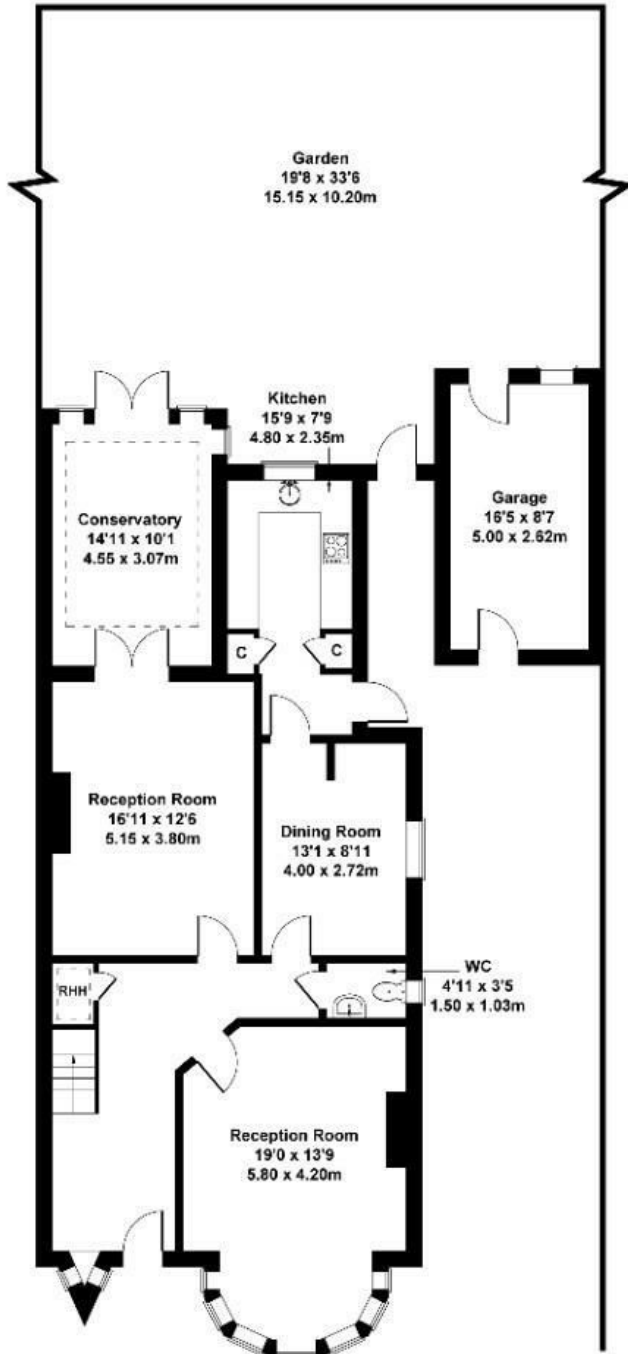 Garden
19'8 x 33'6
15.15 x 10.20m
Kitchen
15'9 x 7'9
4.80 x 2.35m
Conservatory
14'11 x 10'1
4.55 x 3.07m
Garage
16'5 x 8'7
5.00 x 2.62m
C
C
Reception Room
16'11 x 12'6
5.15 x 3.80m
Dining Room
13'1 x 8'11
4.00 x 2.72m
RHH
WC
4'11 x 3'5
1.50 x 1.03m
Reception Room
19'0 x 13'9
5.80 x 4.20m